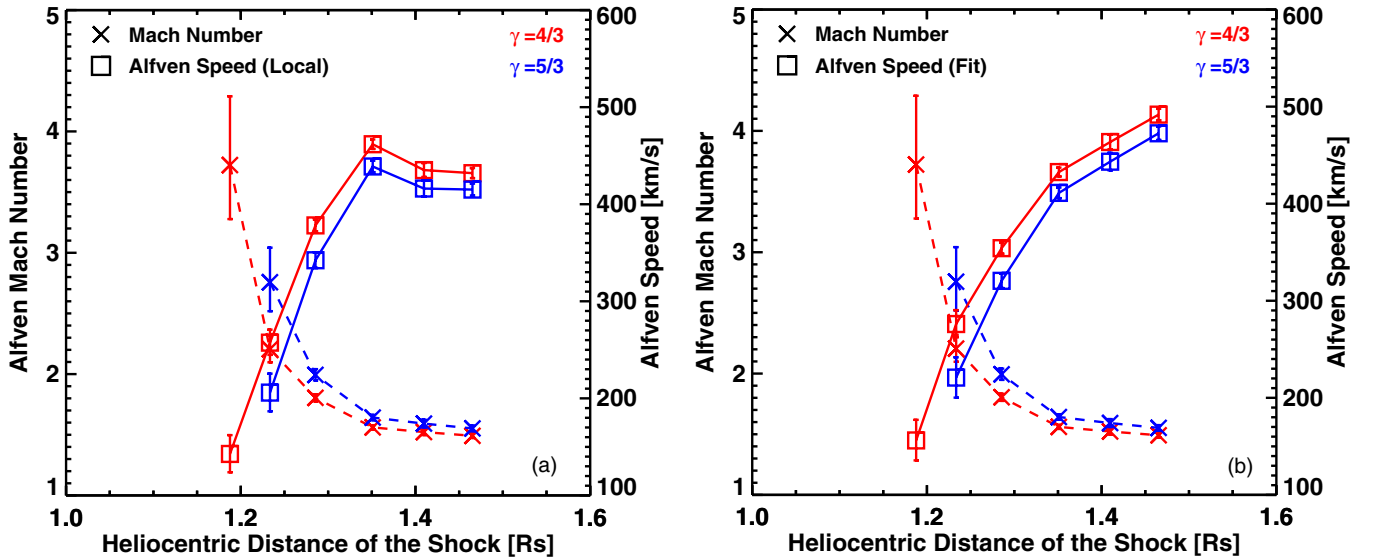 5
4
3
2
1
Alfven Mach Number
Mach Number
Alfven Speed (Local)
γ =4/3
γ =5/3
600
500
400
300
200
100
Alfven Speed [km/s]
(a)
1.0 1.2 1.4 1.6
Heliocentric Distance of the Shock [Rs]
5
4
3
2
1
Alfven Mach Number
Mach Number
Alfven Speed (Fit)
γ =4/3
γ =5/3
600
500
400
300
200
100
Alfven Speed [km/s]
(b)
1.0 1.2 1.4 1.6
Heliocentric Distance of the Shock [Rs]